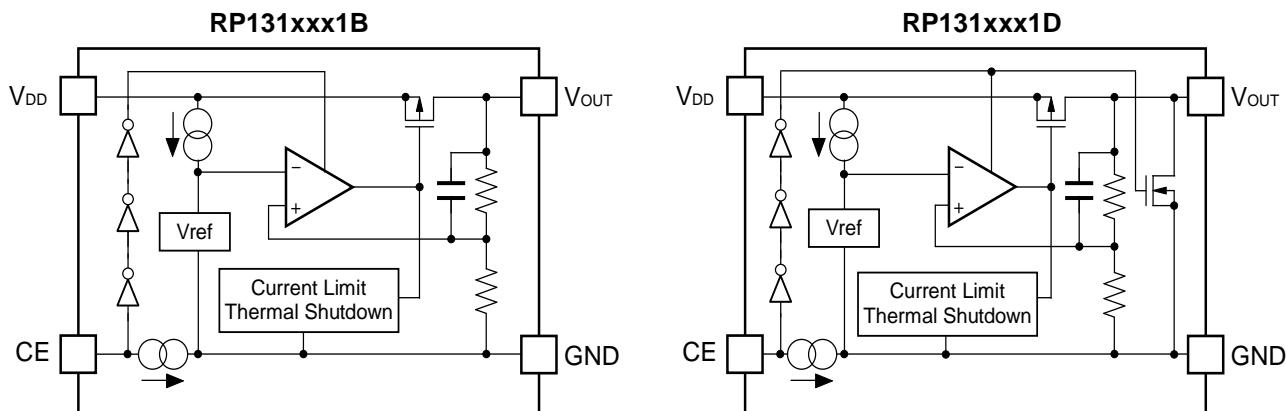 RP131xxx1B
VDD
VOUT
−
+
Vref
Current Limit
Thermal Shutdown
CE
GND
RP131xxx1D
VDD
VOUT
−
+
Vref
Current Limit
Thermal Shutdown
CE
GND